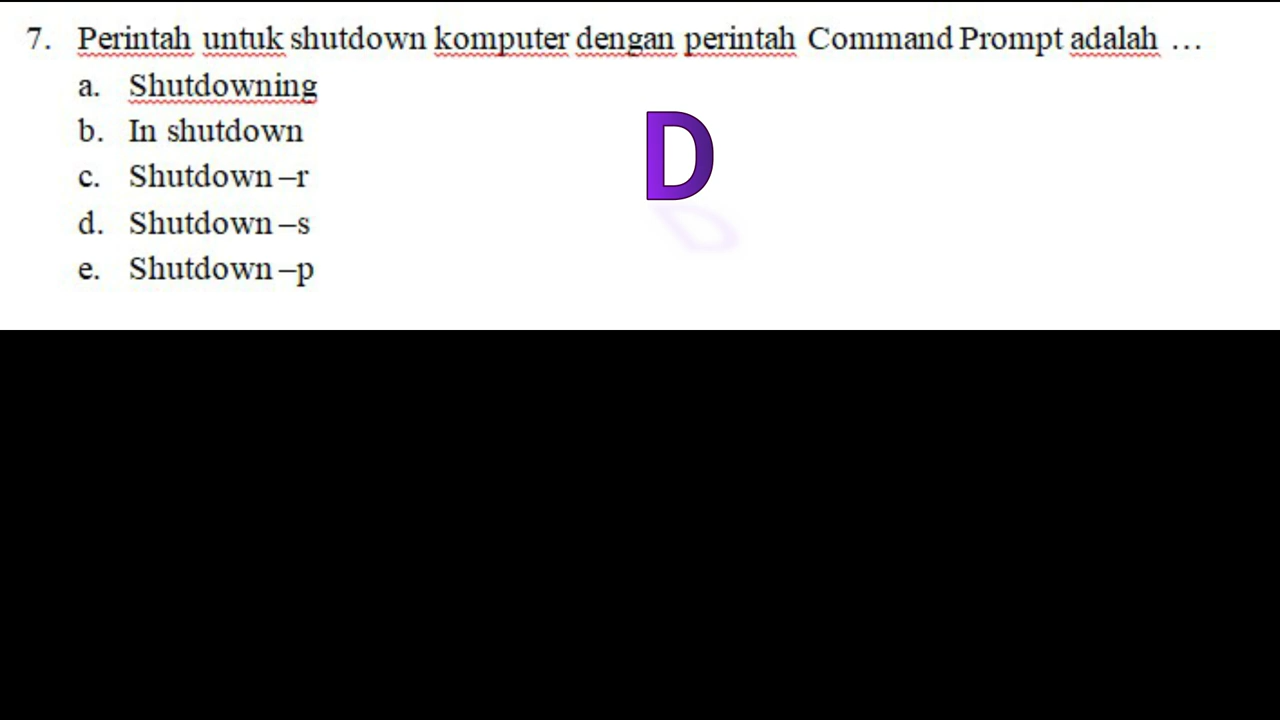 7. Perintah untuk shutdown komputer dengan perintah Command Prompt adalah …
a. Shutdowning
b. In shutdown
c. Shutdown –r
d. Shutdown –s
e. Shutdown –p
D